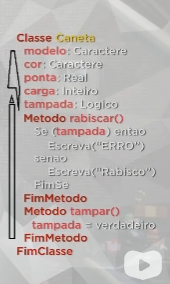 Classe Caneta
modelo: Caractere
cor: Caractere
ponta: Real
carga: Inteiro
tampada: Logico
Metodo rabiscar()
Se (tampada) entao
Escreva("ERRO")
senao
Escreva("Rabisco")
FimSe
FimMetodo
Metodo tampar()
tampada = verdadeiro
FimMetodo
FimClasse